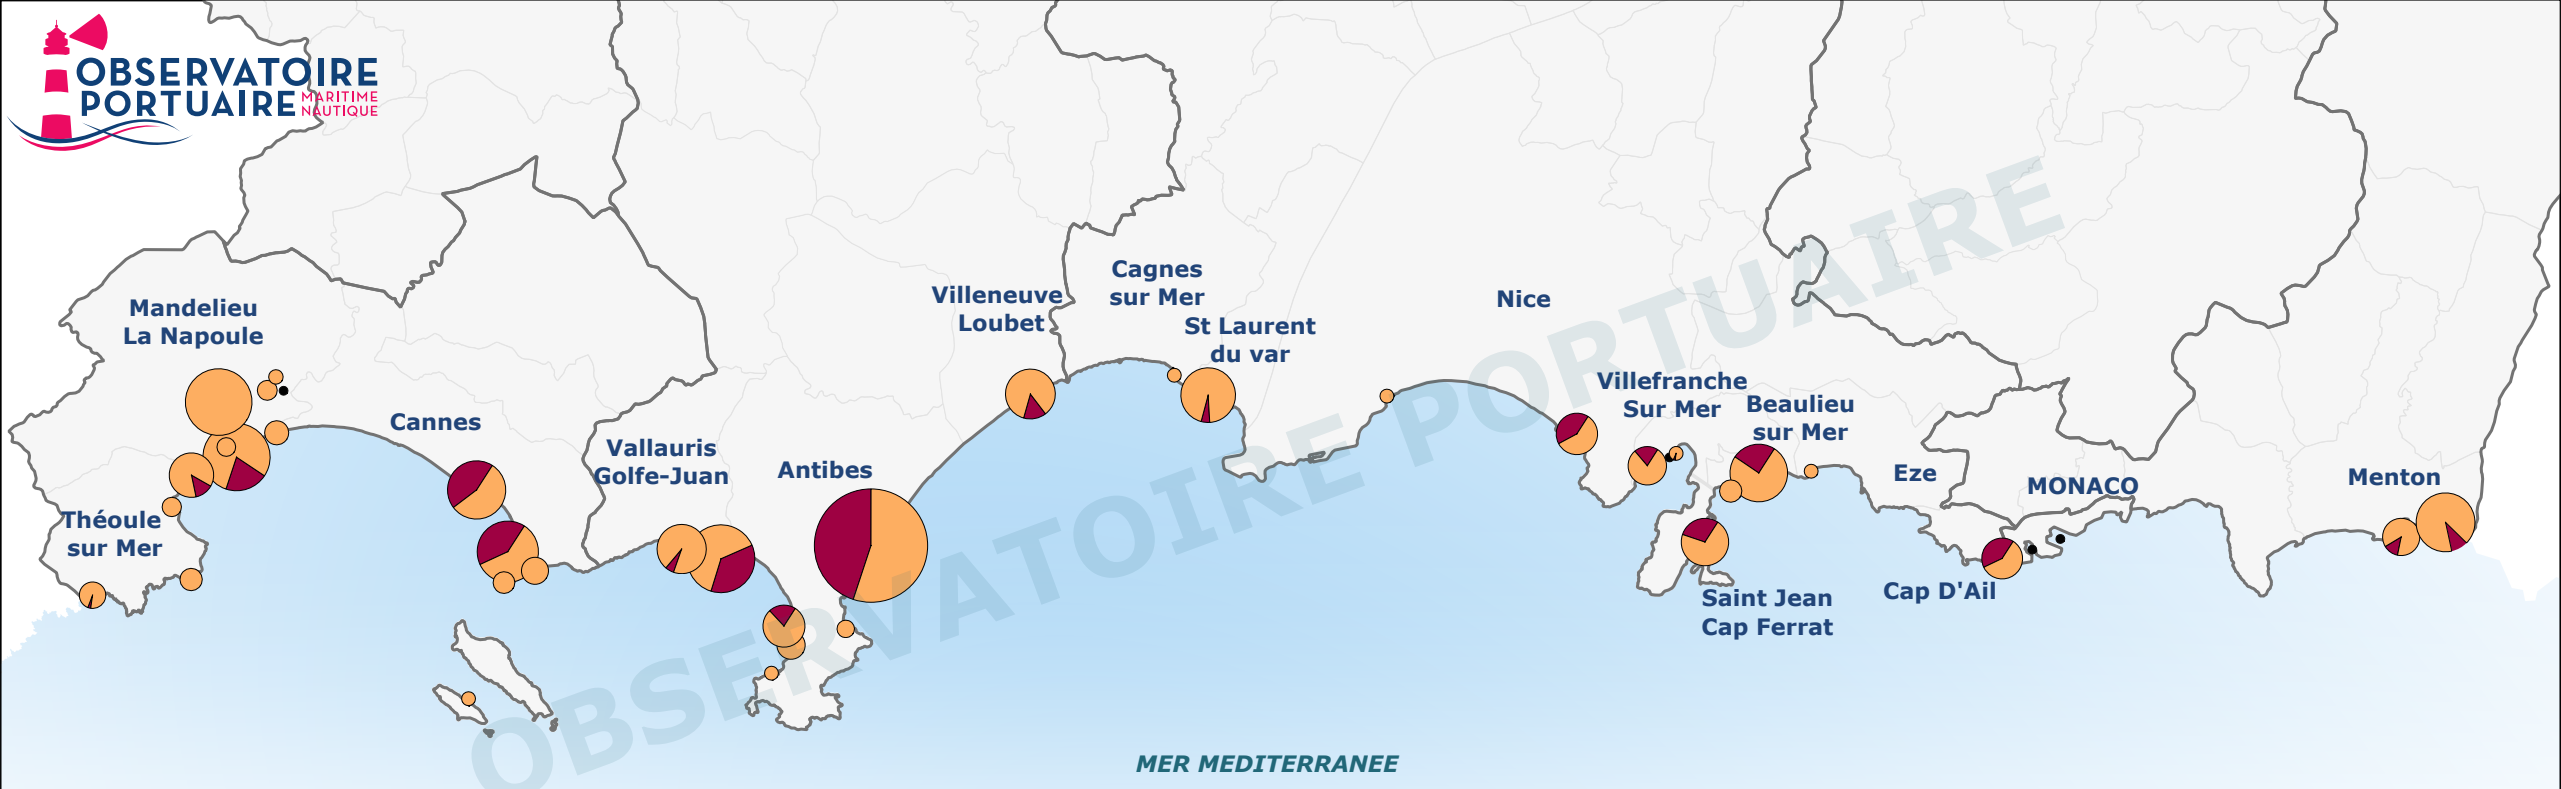 OBSERVATOIRE
PORTUAIRE
MARITIME
NAUTIQUE
Mandelieu
La Napoule
Théoule
sur Mer
Cannes
Vallauris
Golfe-Juan
Antibes
Villeneuve
Loubet
Cagnes
sur Mer
St Laurent
du var
Nice
Villefranche
Sur Mer
Beaulieu
sur Mer
Saint Jean
Cap Ferrat
Eze
Cap D'Ail
MONACO
Menton
MER MEDITERRANEE
OBSERVATOIRE PORTUAIRE